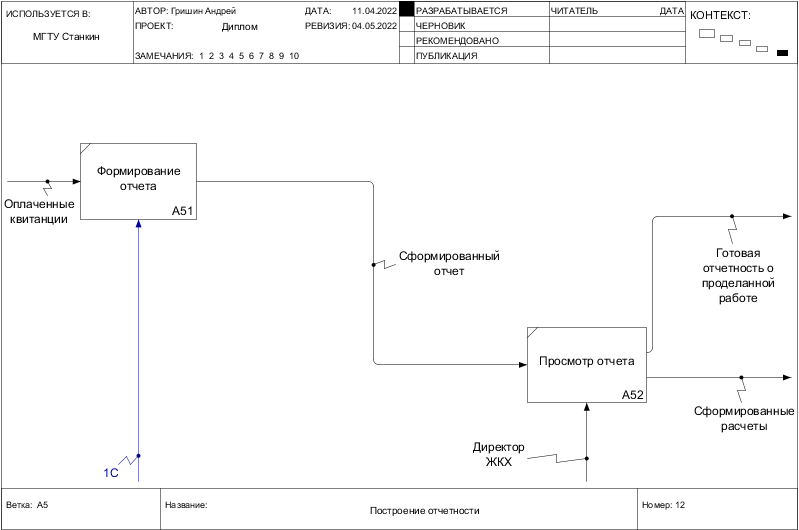 ИСПОЛЬЗУЕТСЯ В:
МГТУ Станкин
АВТОР: Гришин Андрей
ДАТА: 11.04.2022
ПРОЕКТ: Диплом
РЕВИЗИЯ: 04.05.2022
ЗАМЕЧАНИЯ: 1 2 3 4 5 6 7 8 9 10
РАЗРАБАТЫВАЕТСЯ
ЧЕРНОВИК
РЕКОМЕНДОВАНО
ПУБЛИКАЦИЯ
ЧИТАТЕЛЬ ДАТА
КОНТЕКСТ:
Формирование
отчета
A51
Оплаченные
квитанции
Сформированный
отчет
Готовая
отчетность о
проделанной
работе
Просмотр отчета
A52
Сформированные
расчеты
Директор
ЖКХ
1С
Ветка: A5
Название:
Построение отчетности
Номер: 12